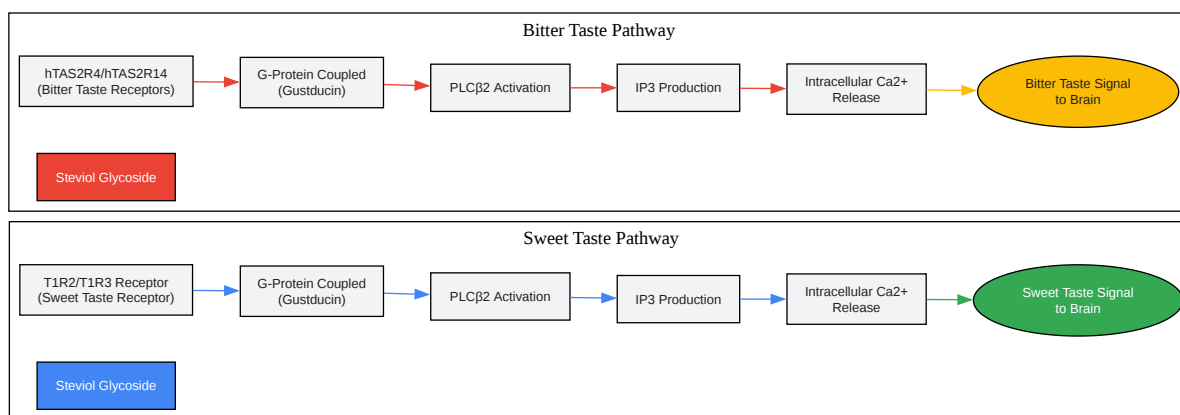 Bitter Taste Pathway
hTAS2R4/hTAS2R14
(Bitter Taste Receptors)
G-Protein Coupled
(Gustducin)
PLCβ2 Activation
IP3 Production
Intracellular Ca2+
Release
Bitter Taste Signal
to Brain
Steviol Glycoside
Sweet Taste Pathway
T1R2/T1R3 Receptor
(Sweet Taste Receptor)
G-Protein Coupled
(Gustducin)
PLCβ2 Activation
IP3 Production
Intracellular Ca2+
Release
Sweet Taste Signal
to Brain
Steviol Glycoside